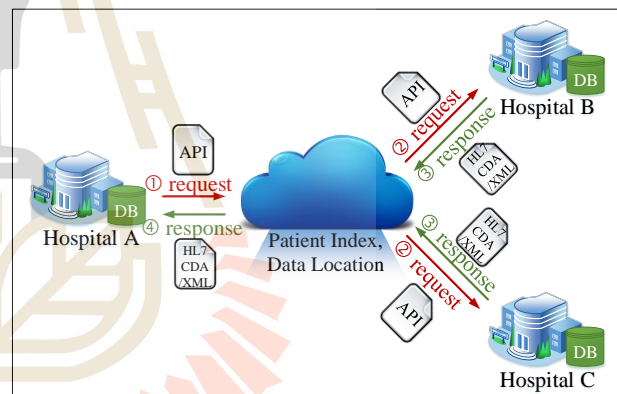 API
① request
DB
④ response
Hospital A
HL7
CDA
/XML
Patient Index,
Data Location
API
② request
③ response
HL7
CDA
/XML
DB
Hospital B
HL7
CDA
/XML
③ response
② request
API
DB
Hospital C